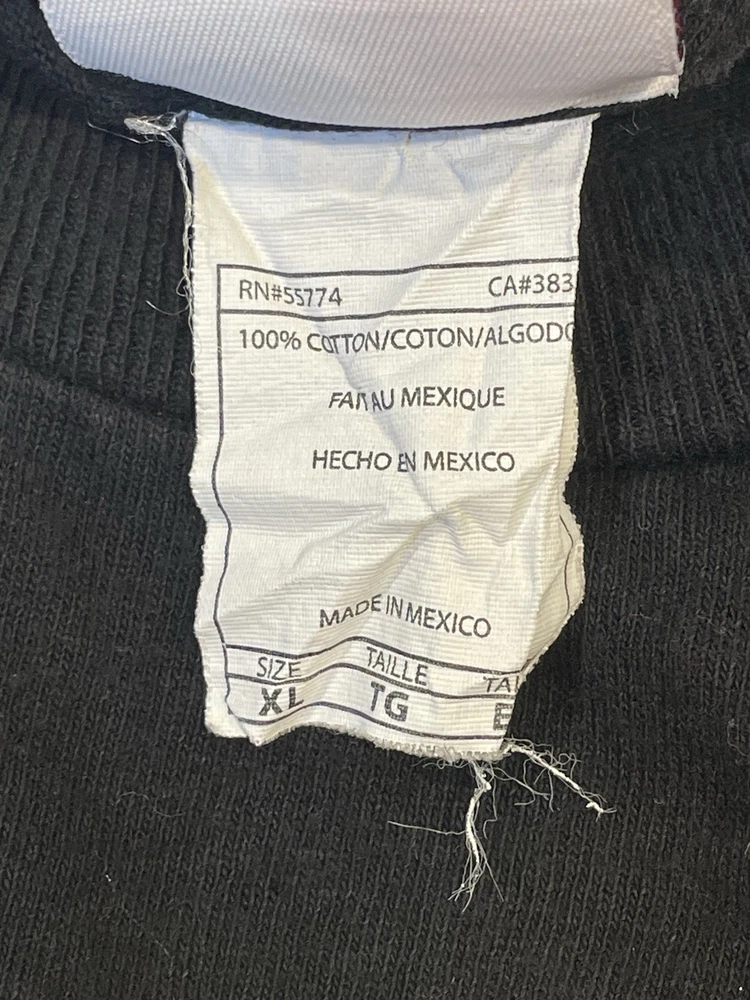 RN#55774 CA#383
100% COTTON/COTON/ALGODO
FAIT AU MEXIQUE
HECHO EN MEXICO
MADE IN MEXICO
SIZE TAILLE TAL
XL TG E